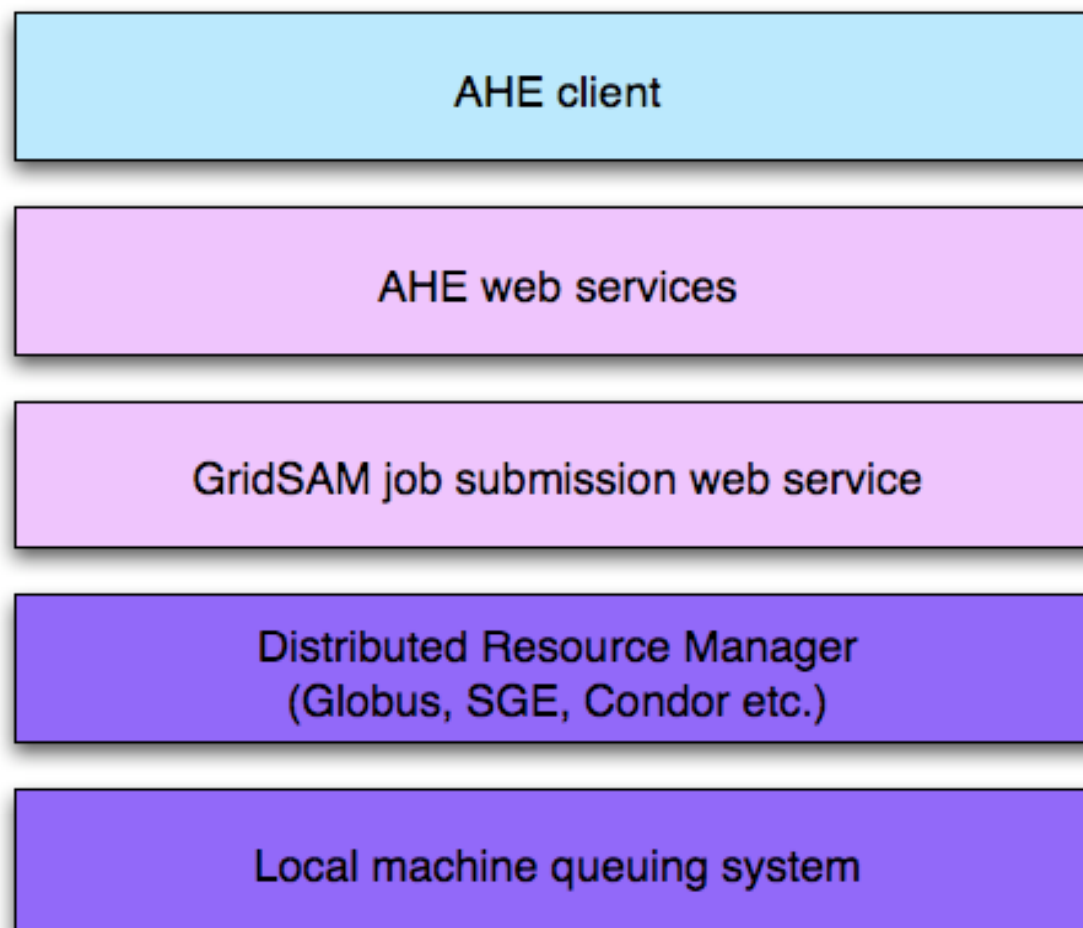 AHE client
AHE web services
GridSAM job submission web service
Distributed Resource Manager
(Globus, SGE, Condor etc.)
Local machine queuing system